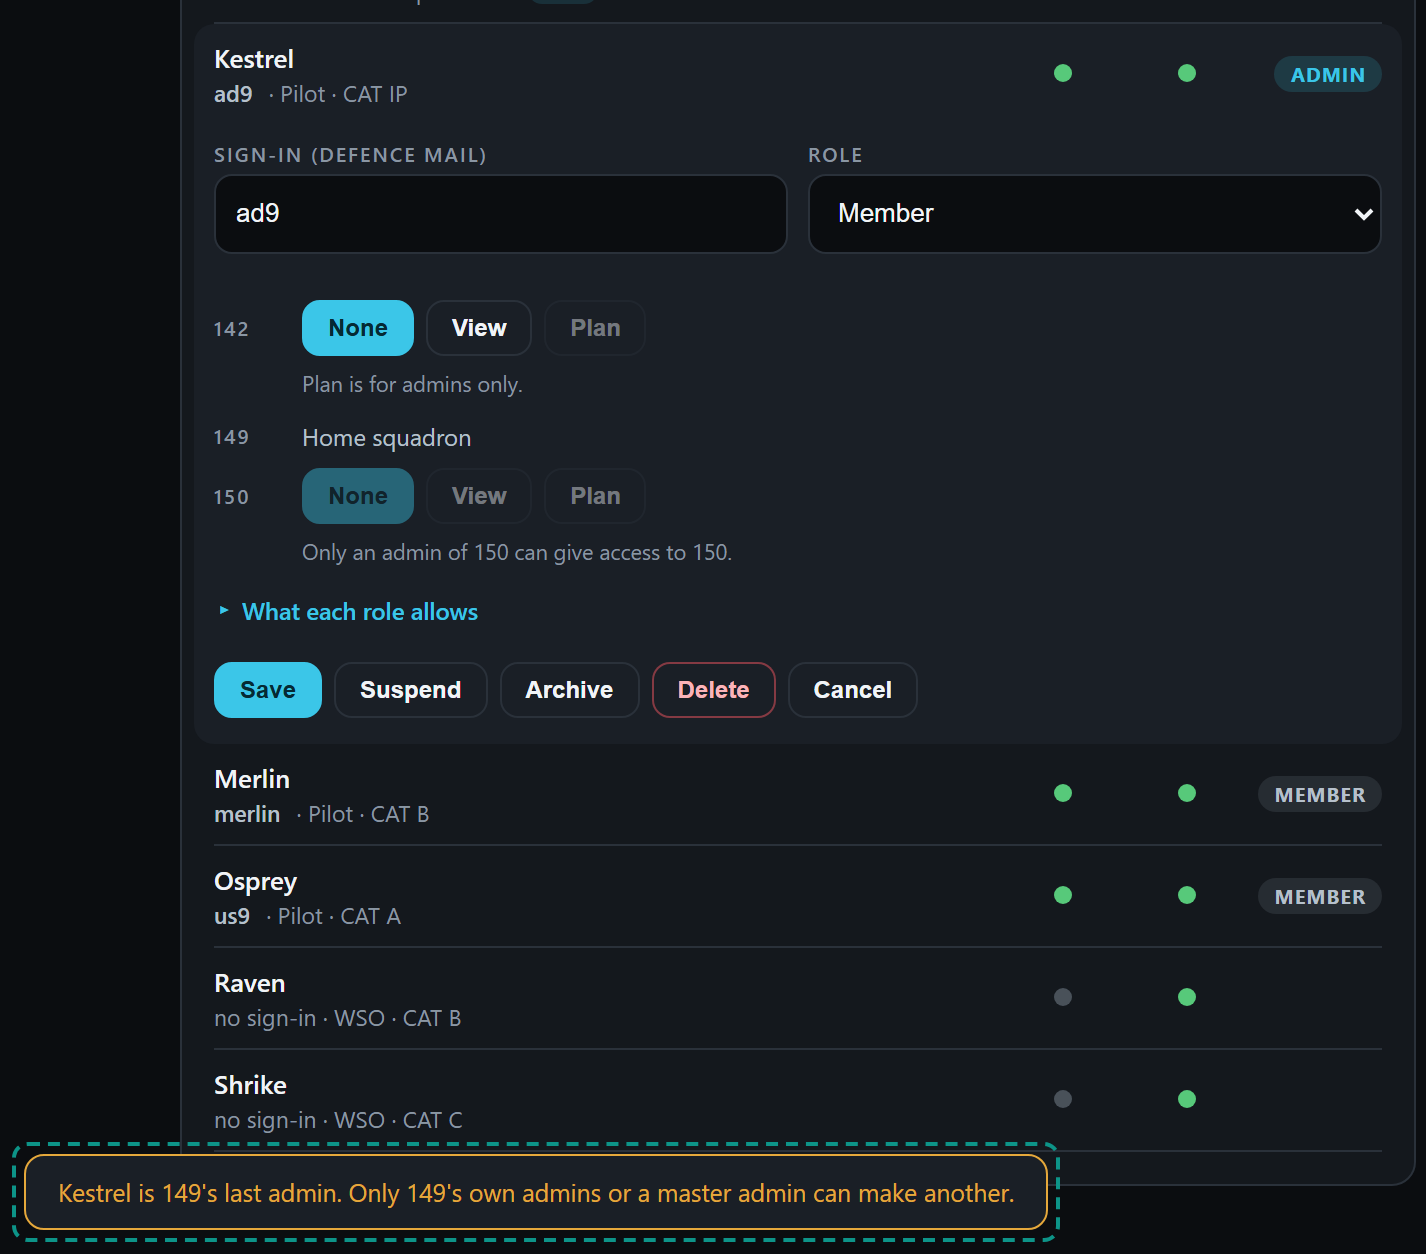 Kestrel
ADMIN
ad9 · Pilot · CAT IP
SIGN-IN (DEFENCE MAIL)
ROLE
ad9
Member
142
None
View
Plan
Plan is for admins only.
149
Home squadron
150
None
View
Plan
Only an admin of 150 can give access to 150.
What each role allows
Save
Suspend
Archive
Delete
Cancel
Merlin
MEMBER
merlin · Pilot · CAT B
Osprey
MEMBER
us9 · Pilot · CAT A
Raven
no sign-in · WSO · CAT B
Shrike
no sign-in · WSO · CAT C
Kestrel is 149's last admin. Only 149's own admins or a master admin can make another.